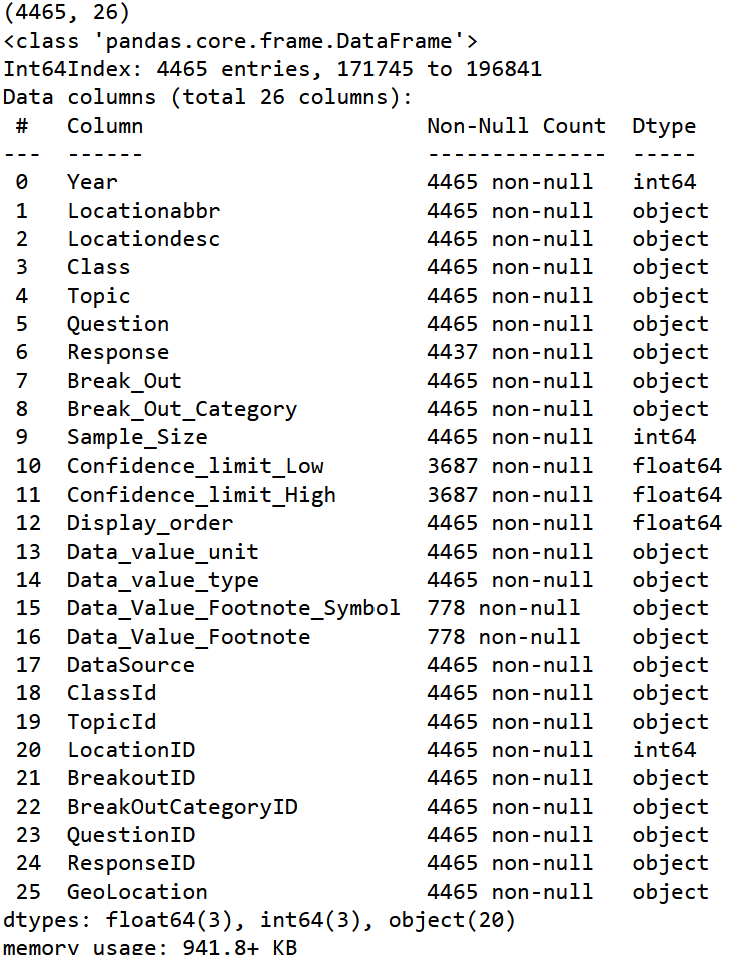 (4465, 26)
<class 'pandas.core.frame.DataFrame'>
Int64Index: 4465 entries, 171745 to 196841
Data columns (total 26 columns):
 #   Column                      Non-Null Count  Dtype
---  ------                      --------------  -----
 0   Year                        4465 non-null   int64
 1   Locationabbr                4465 non-null   object
 2   Locationdesc                4465 non-null   object
 3   Class                       4465 non-null   object
 4   Topic                       4465 non-null   object
 5   Question                    4465 non-null   object
 6   Response                    4437 non-null   object
 7   Break_Out                   4465 non-null   object
 8   Break_Out_Category          4465 non-null   object
 9   Sample_Size                 4465 non-null   int64
 10  Confidence_limit_Low        3687 non-null   float64
 11  Confidence_limit_High       3687 non-null   float64
 12  Display_order               4465 non-null   float64
 13  Data_value_unit             4465 non-null   object
 14  Data_value_type             4465 non-null   object
 15  Data_Value_Footnote_Symbol  778 non-null    object
 16  Data_Value_Footnote         778 non-null    object
 17  DataSource                  4465 non-null   object
 18  ClassId                     4465 non-null   object
 19  TopicId                     4465 non-null   object
 20  LocationID                  4465 non-null   int64
 21  BreakoutID                  4465 non-null   object
 22  BreakOutCategoryID          4465 non-null   object
 23  QuestionID                  4465 non-null   object
 24  ResponseID                  4465 non-null   object
 25  GeoLocation                 4465 non-null   object
dtypes: float64(3), int64(3), object(20)
memory usage: 941.8+ KB